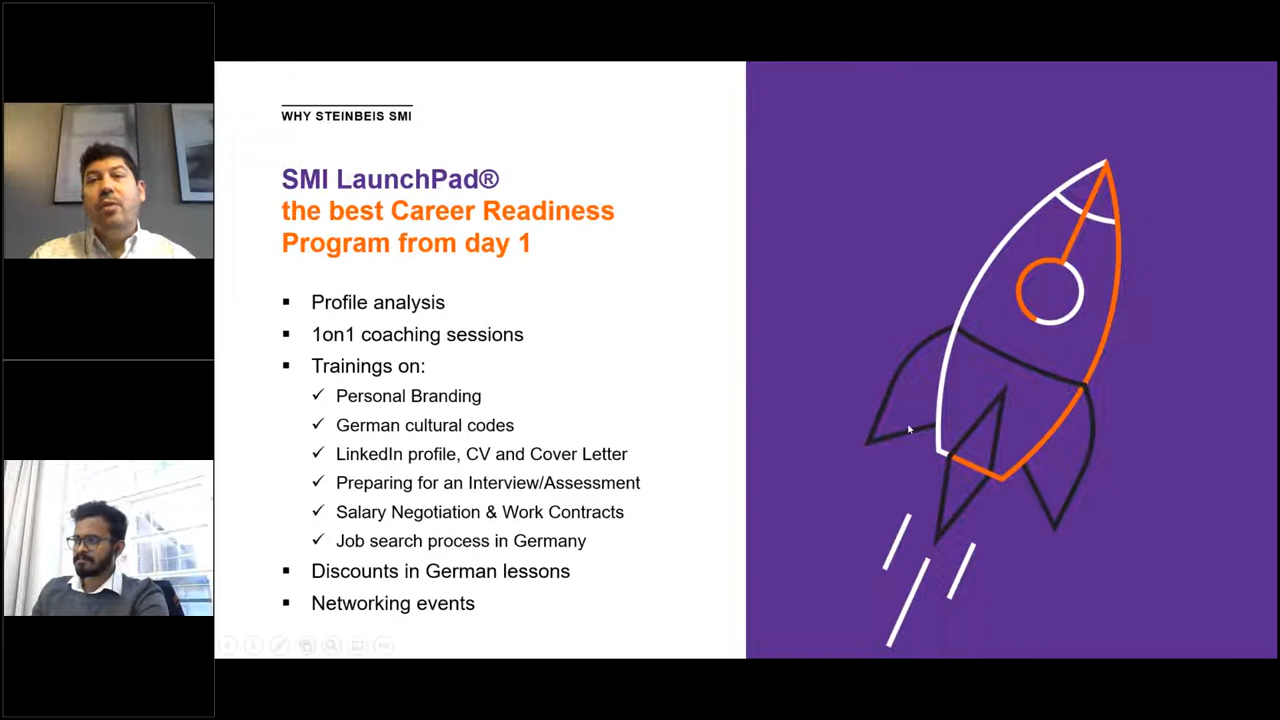 WHY STEINBEIS SMI
SMI LaunchPad®
the best Career Readiness
Program from day 1
▪ Profile analysis
▪ 1on1 coaching sessions
▪ Trainings on:
✓ Personal Branding
✓ German cultural codes
✓ LinkedIn profile, CV and Cover Letter
✓ Preparing for an Interview/Assessment
✓ Salary Negotiation & Work Contracts
✓ Job search process in Germany
▪ Discounts in German lessons
▪ Networking events